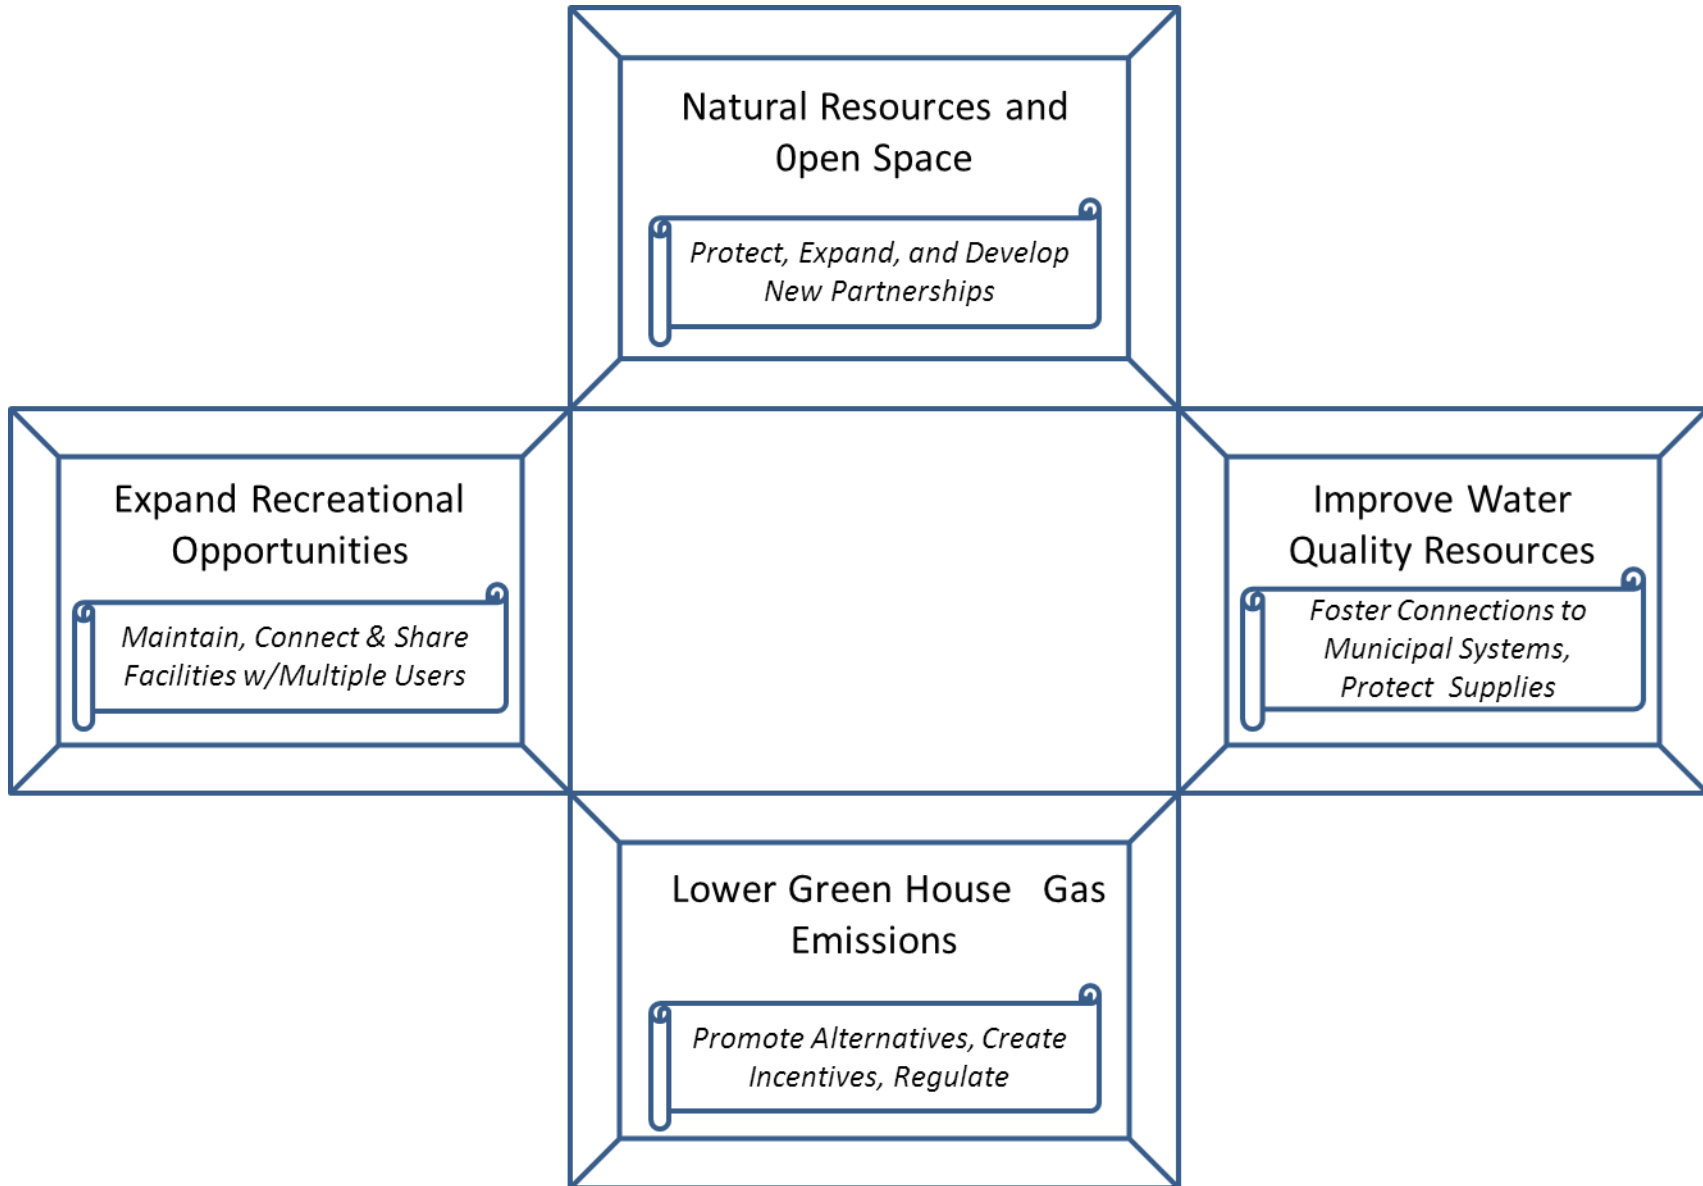 Natural Resources and
0pen Space
Protect, Expand, and Develop
New Partnerships
Expand Recreational
Opportunities
Maintain, Connect & Share
Facilities w/Multiple Users
Improve Water
Quality Resources
Foster Connections to
Municipal Systems,
Protect Supplies
Lower Green House Gas
Emissions
Promote Alternatives, Create
Incentives, Regulate